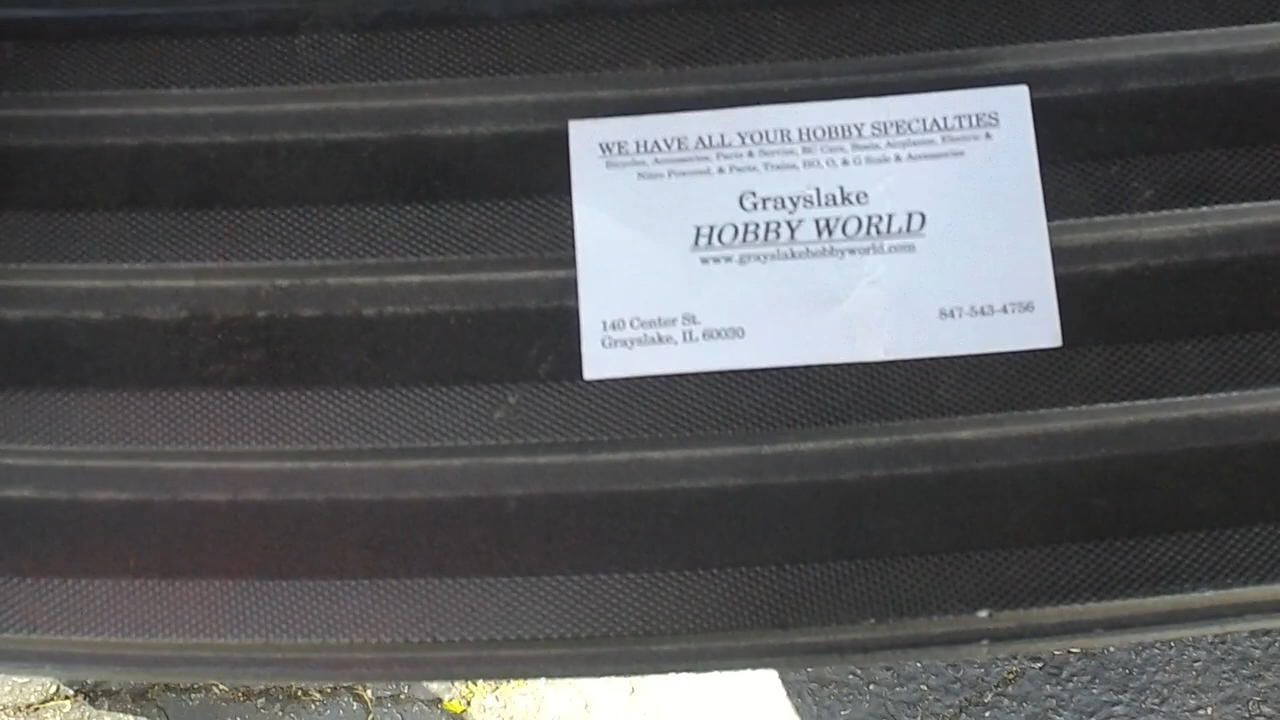 WE HAVE ALL YOUR HOBBY SPECIALTIES
Bicycles, Accessories, Parts & Service, RC Cars, Boats, Airplanes, Electric &
Nitro Powered, & Parts, Trains, HO, O, & G Scale & Accessories
Grayslake
HOBBY WORLD
www.grayslakehobbyworld.com
140 Center St.
Grayslake, IL 60030
847-543-4756